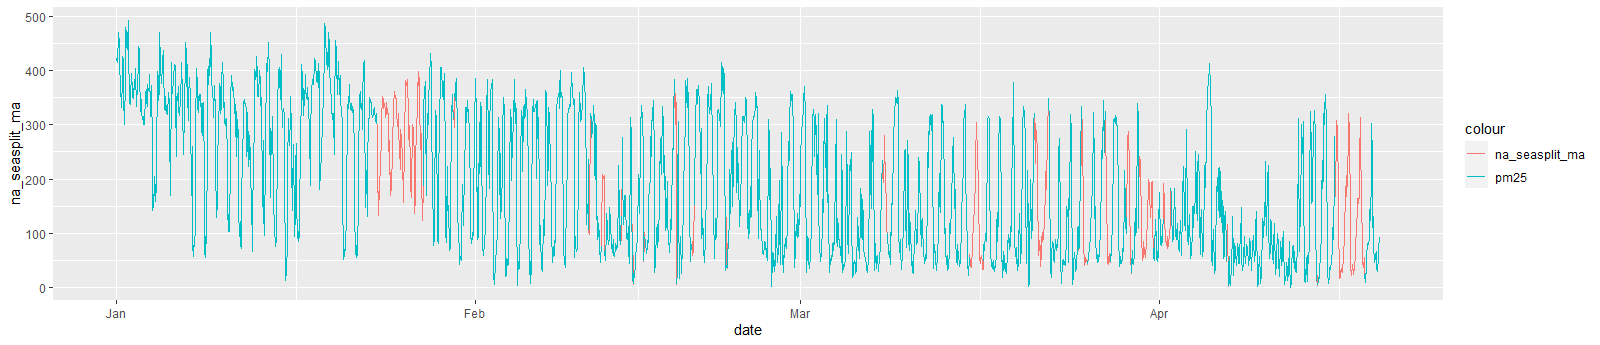 500
400
300
200
100
0
na_seasplit_ma
Jan
Feb
Mar
Apr
date
colour
na_seasplit_ma
pm25